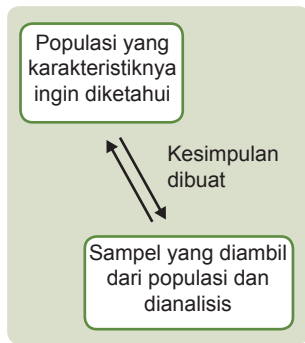 Populasi yang
karakteristiknya
ingin diketahui
Kesimpulan
dibuat
Sampel yang diambil
dari populasi dan
dianalisis